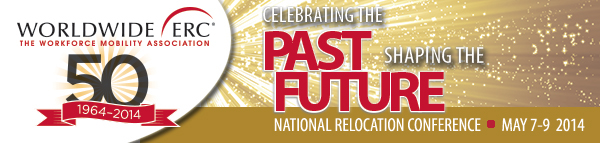 WORLDWIDE ERC®
THE WORKFORCE MOBILITY ASSOCIATION
50
1964-2014
CELEBRATING THE
PAST
SHAPING THE
FUTURE
NATIONAL RELOCATION CONFERENCE ■ MAY 7-9 2014